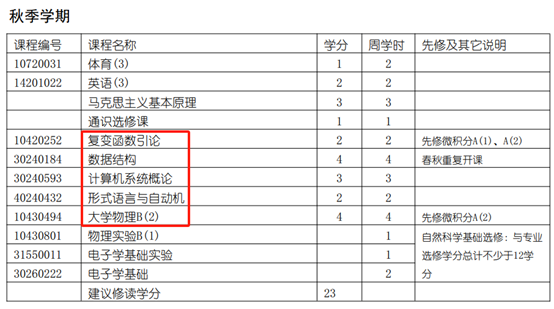 秋季学期
课程编号 课程名称 学分 周学时 先修及其它说明
10720031 体育(3) 1 2
14201022 英语(3) 2 2
马克思主义基本原理 3 3
通识选修课 1 1
10420252 复变函数引论 2 2 先修微积分A(1)、A(2)
30240184 数据结构 4 4 春秋重复开课
30240593 计算机系统概论 3 3
40240432 形式语言与自动机 2 2
10430494 大学物理B(2) 4 4 先修微积分A(2)
10430801 物理实验B(1) 1 自然科学基础选修：与专业
31550011 电子学基础实验 1 选修学分总计不少于12学
30260222 电子学基础 2 分
建议修读学分 23